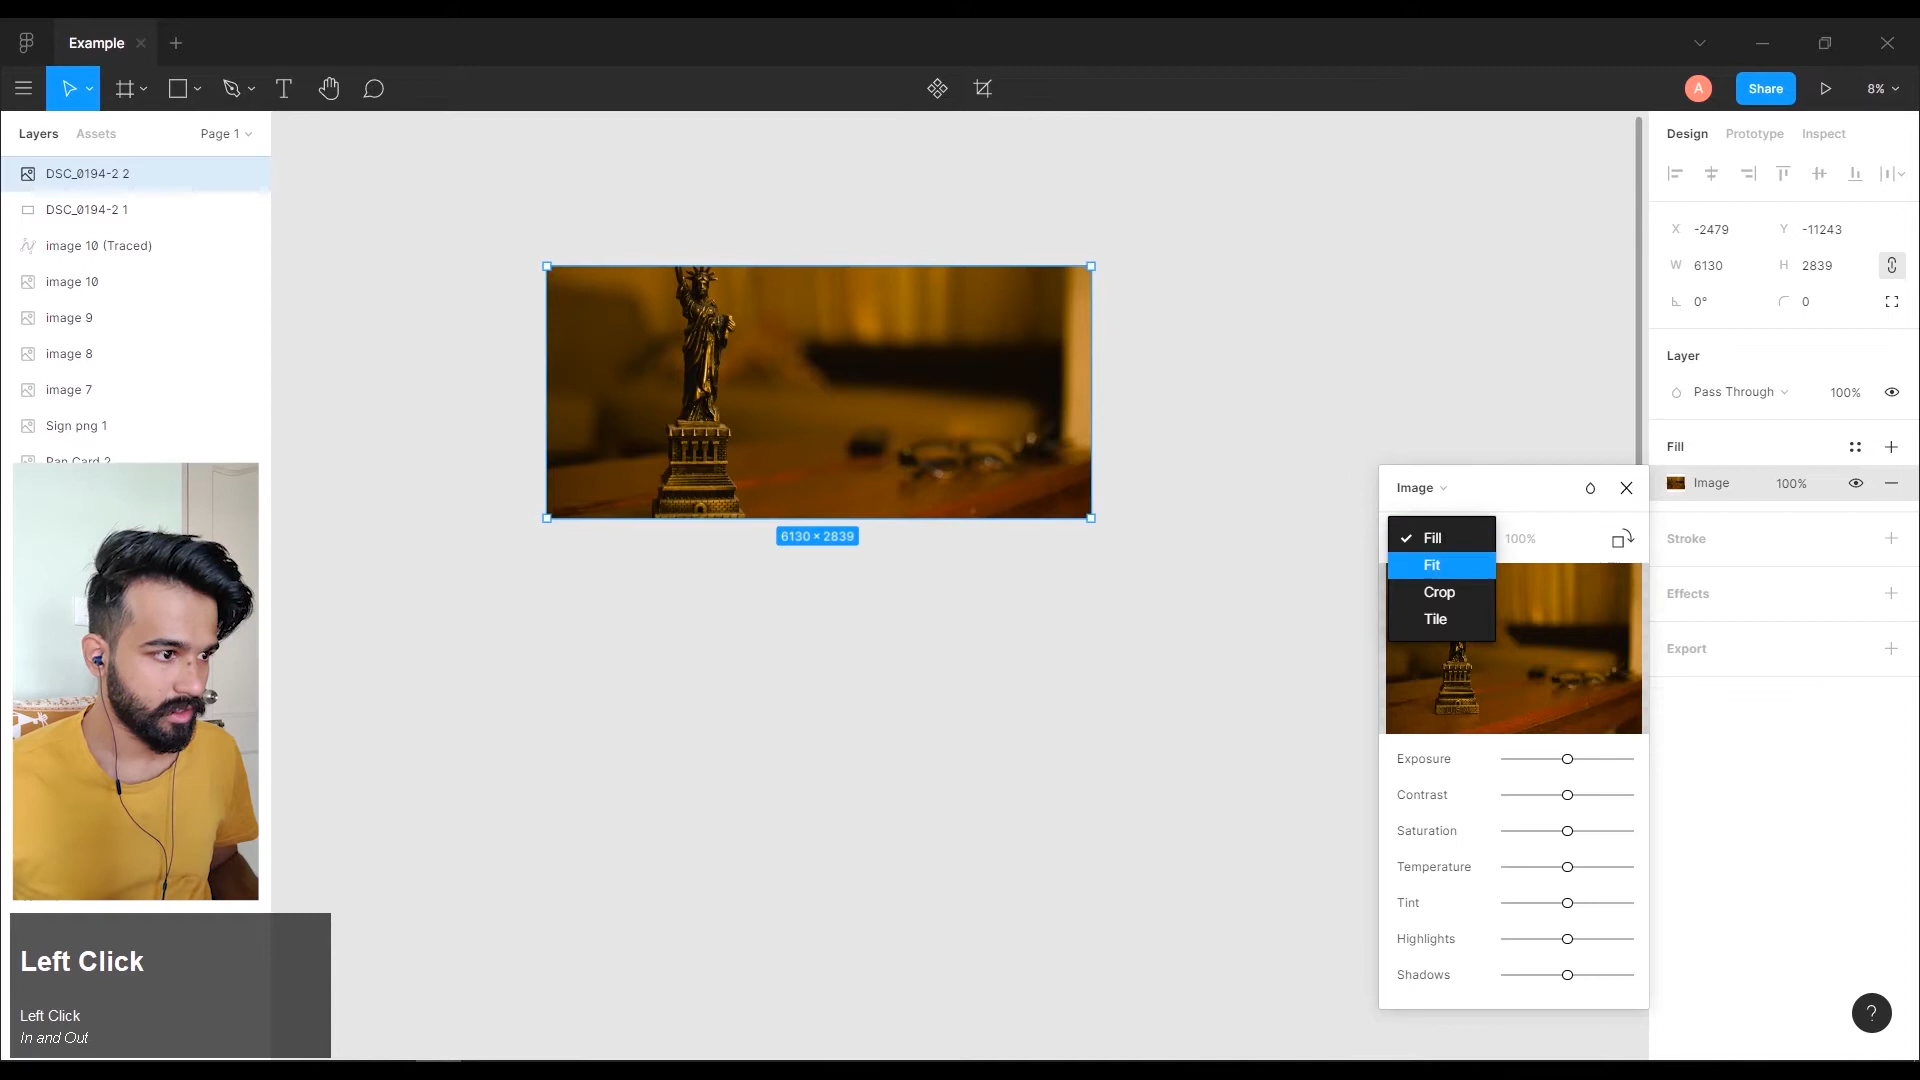 Example
A
Share
8%
Layers
Assets
Page 1
Design
Prototype
Inspect
DSC_0194-2 2
DSC_0194-2 1
image 10 (Traced)
image 10
image 9
image 8
image 7
Sign png 1
Pan Card 2
6130 × 2839
X -2479
Y -11243
W 6130
H 2839
0°
0
Layer
Pass Through
100%
Fill
Image
100%
Stroke
Effects
Export
Image
Fill
Fit
Crop
Tile
100%
Exposure
Contrast
Saturation
Temperature
Tint
Highlights
Shadows
?
Left Click
Left Click
In and Out